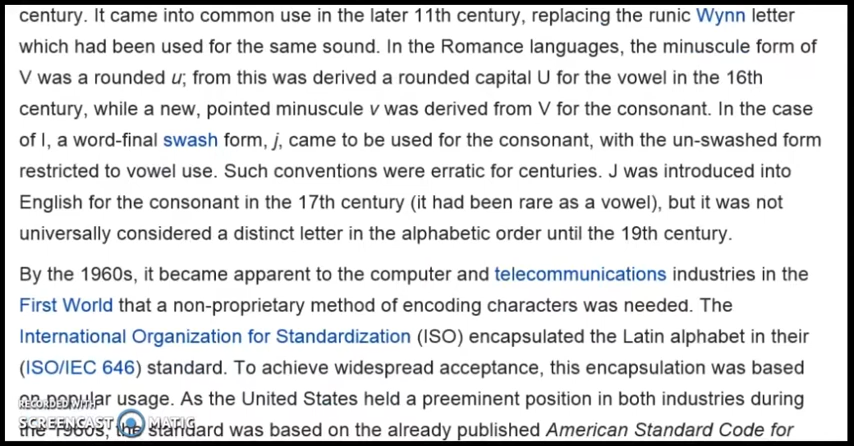 century. It came into common use in the later 11th century, replacing the runic Wynn letter
which had been used for the same sound. In the Romance languages, the minuscule form of
V was a rounded u; from this was derived a rounded capital U for the vowel in the 16th
century, while a new, pointed minuscule v was derived from V for the consonant. In the case
of I, a word-final swash form, j, came to be used for the consonant, with the un-swashed form
restricted to vowel use. Such conventions were erratic for centuries. J was introduced into
English for the consonant in the 17th century (it had been rare as a vowel), but it was not
universally considered a distinct letter in the alphabetic order until the 19th century.
By the 1960s, it became apparent to the computer and telecommunications industries in the
First World that a non-proprietary method of encoding characters was needed. The
International Organization for Standardization (ISO) encapsulated the Latin alphabet in their
(ISO/IEC 646) standard. To achieve widespread acceptance, this encapsulation was based
on popular usage. As the United States held a preeminent position in both industries during
the 1960s, the standard was based on the already published American Standard Code for
RECORDED WITH
SCREENCAST MATIC